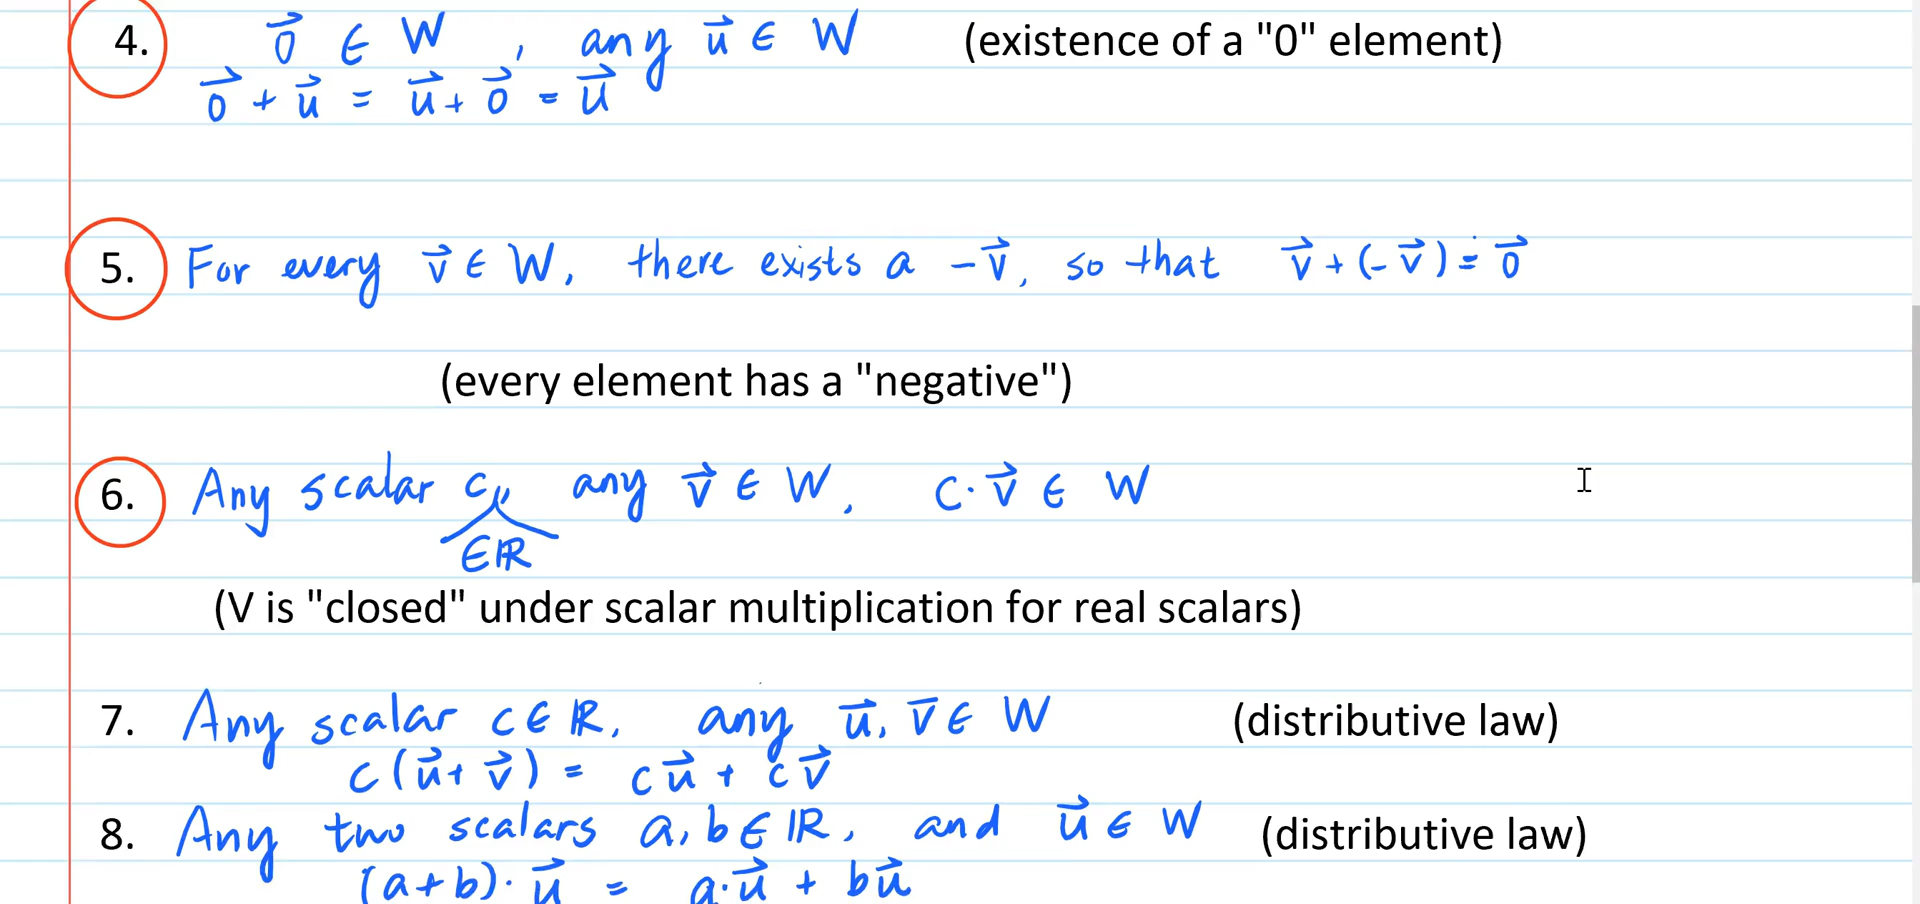 4. 0⃗ ∈ W, any u⃗ ∈ W (existence of a "0" element)
0⃗ + u⃗ = u⃗ + 0⃗ = u⃗
5. For every v⃗ ∈ W, there exists a -v⃗, so that v⃗ + (-v⃗) = 0⃗
(every element has a "negative")
6. Any scalar c, any v⃗ ∈ W, c·v⃗ ∈ W
∈ℝ
(V is "closed" under scalar multiplication for real scalars)
7. Any scalar c ∈ ℝ, any u⃗, v⃗ ∈ W (distributive law)
c(u⃗ + v⃗) = cu⃗ + cv⃗
8. Any two scalars a, b ∈ ℝ, and u⃗ ∈ W (distributive law)
(a+b)·u⃗ = a·u⃗ + bu⃗